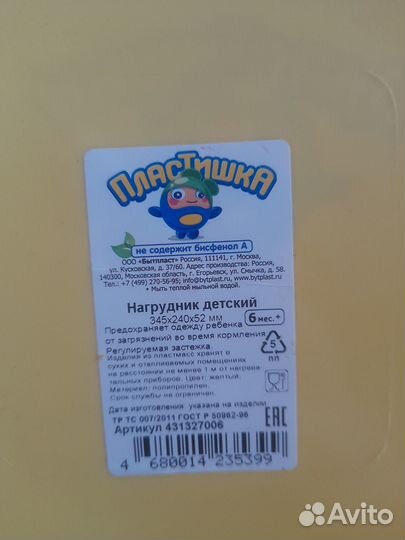 ПЛАСТИШКА
не содержит бисфенол А
ООО «Бытпласт» Россия, 111141, г. Москва,
ул. Кусковская, д. 37/60. Адрес производства: Россия,
140300, Московская область, г. Егорьевск, ул. Смычка, д. 58.
Тел.: +7 (499) 270-56-95; info@bytplast.ru; www.bytplast.ru
• Мыть теплой мыльной водой.
Нагрудник детский
345х240х52 мм
6 мес.+
Предохраняет одежду ребенка
от загрязнений во время кормления.
Регулируемая застежка.
Изделия из пластмасс хранят в
сухих и отапливаемых помещениях
на расстоянии не менее 1 м от нагрева-
тельных приборов. Цвет: желтый.
Материал: полипропилен.
Срок службы не ограничен.
5
ПП
Дата изготовления: указана на изделии
ТР ТС 007/2011 ГОСТ Р 50962-96
Артикул 431327006
ЕАС
4 680014 235399
Avito